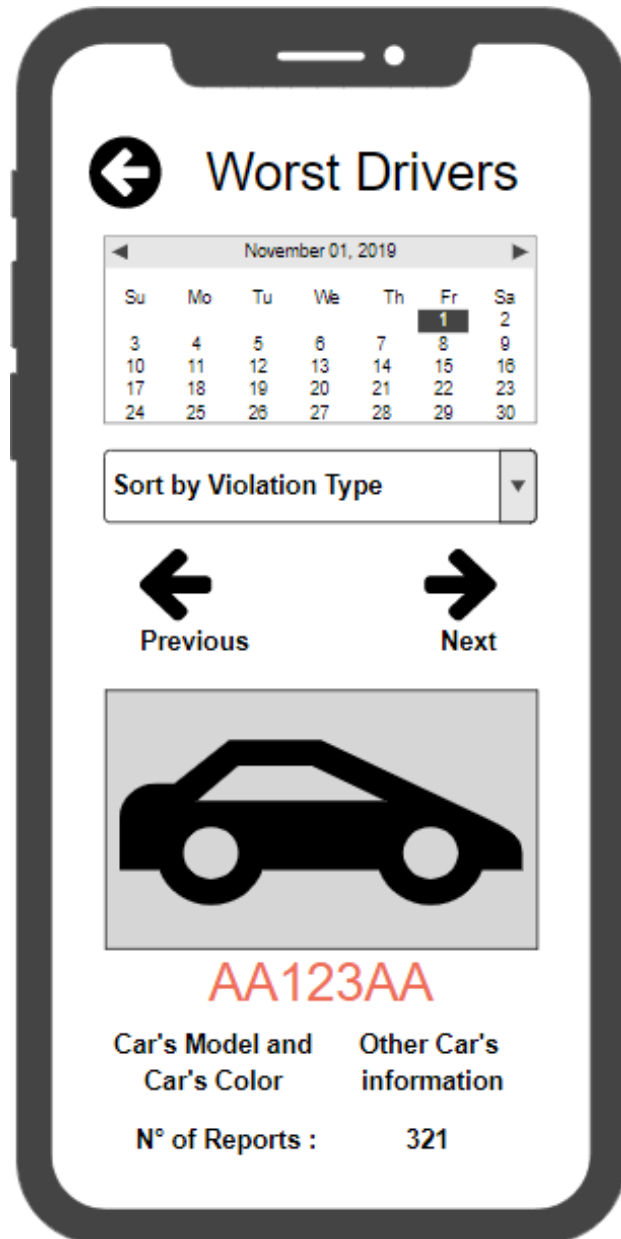 Worst Drivers
November 01, 2019
Su Mo Tu We Th Fr Sa
1 2
3 4 5 6 7 8 9
10 11 12 13 14 15 16
17 18 19 20 21 22 23
24 25 26 27 28 29 30
Sort by Violation Type
Previous Next
AA123AA
Car's Model and Other Car's
Car's Color information
N° of Reports : 321